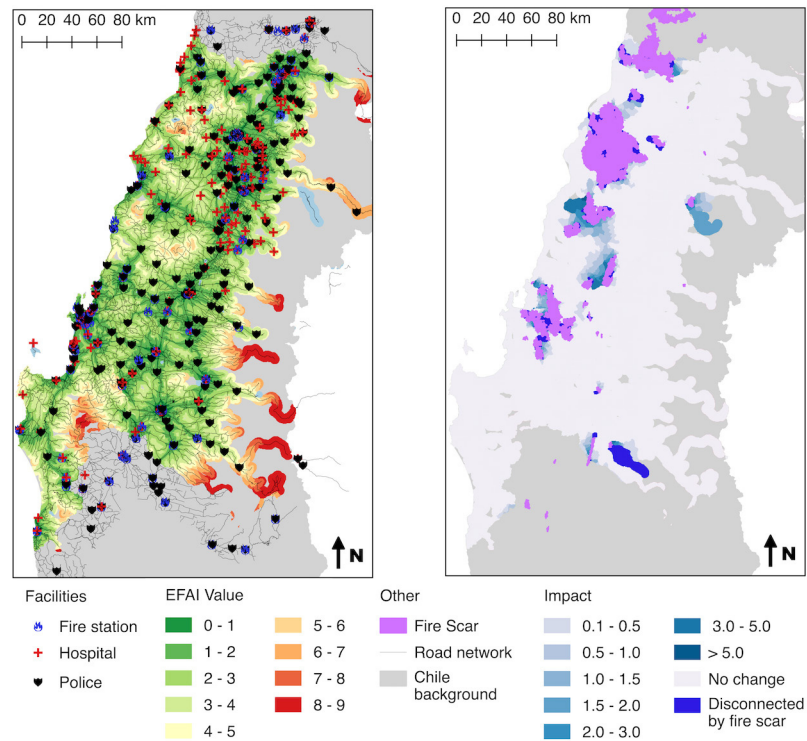 0 20 40 60 80 km
0 20 40 60 80 km
N
N
Facilities
Fire station
Hospital
Police
EFAI Value
0 - 1
1 - 2
2 - 3
3 - 4
4 - 5
5 - 6
6 - 7
7 - 8
8 - 9
Other
Fire Scar
Road network
Chile
background
Impact
0.1 - 0.5
0.5 - 1.0
1.0 - 1.5
1.5 - 2.0
2.0 - 3.0
3.0 - 5.0
> 5.0
No change
Disconnected
by fire scar